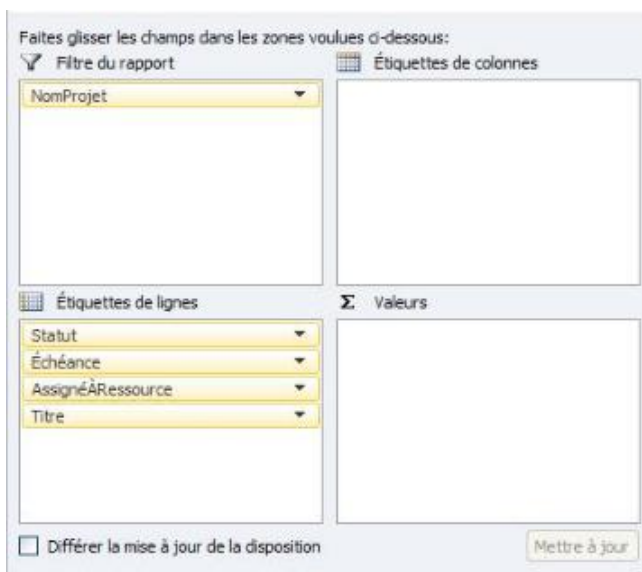 Faites glisser les champs dans les zones voulues ci-dessous:
Filtre du rapport
Étiquettes de colonnes
NomProjet
Étiquettes de lignes
Σ Valeurs
Statut
Échéance
AssignéÀRessource
Titre
Différer la mise à jour de la disposition
Mettre à jour